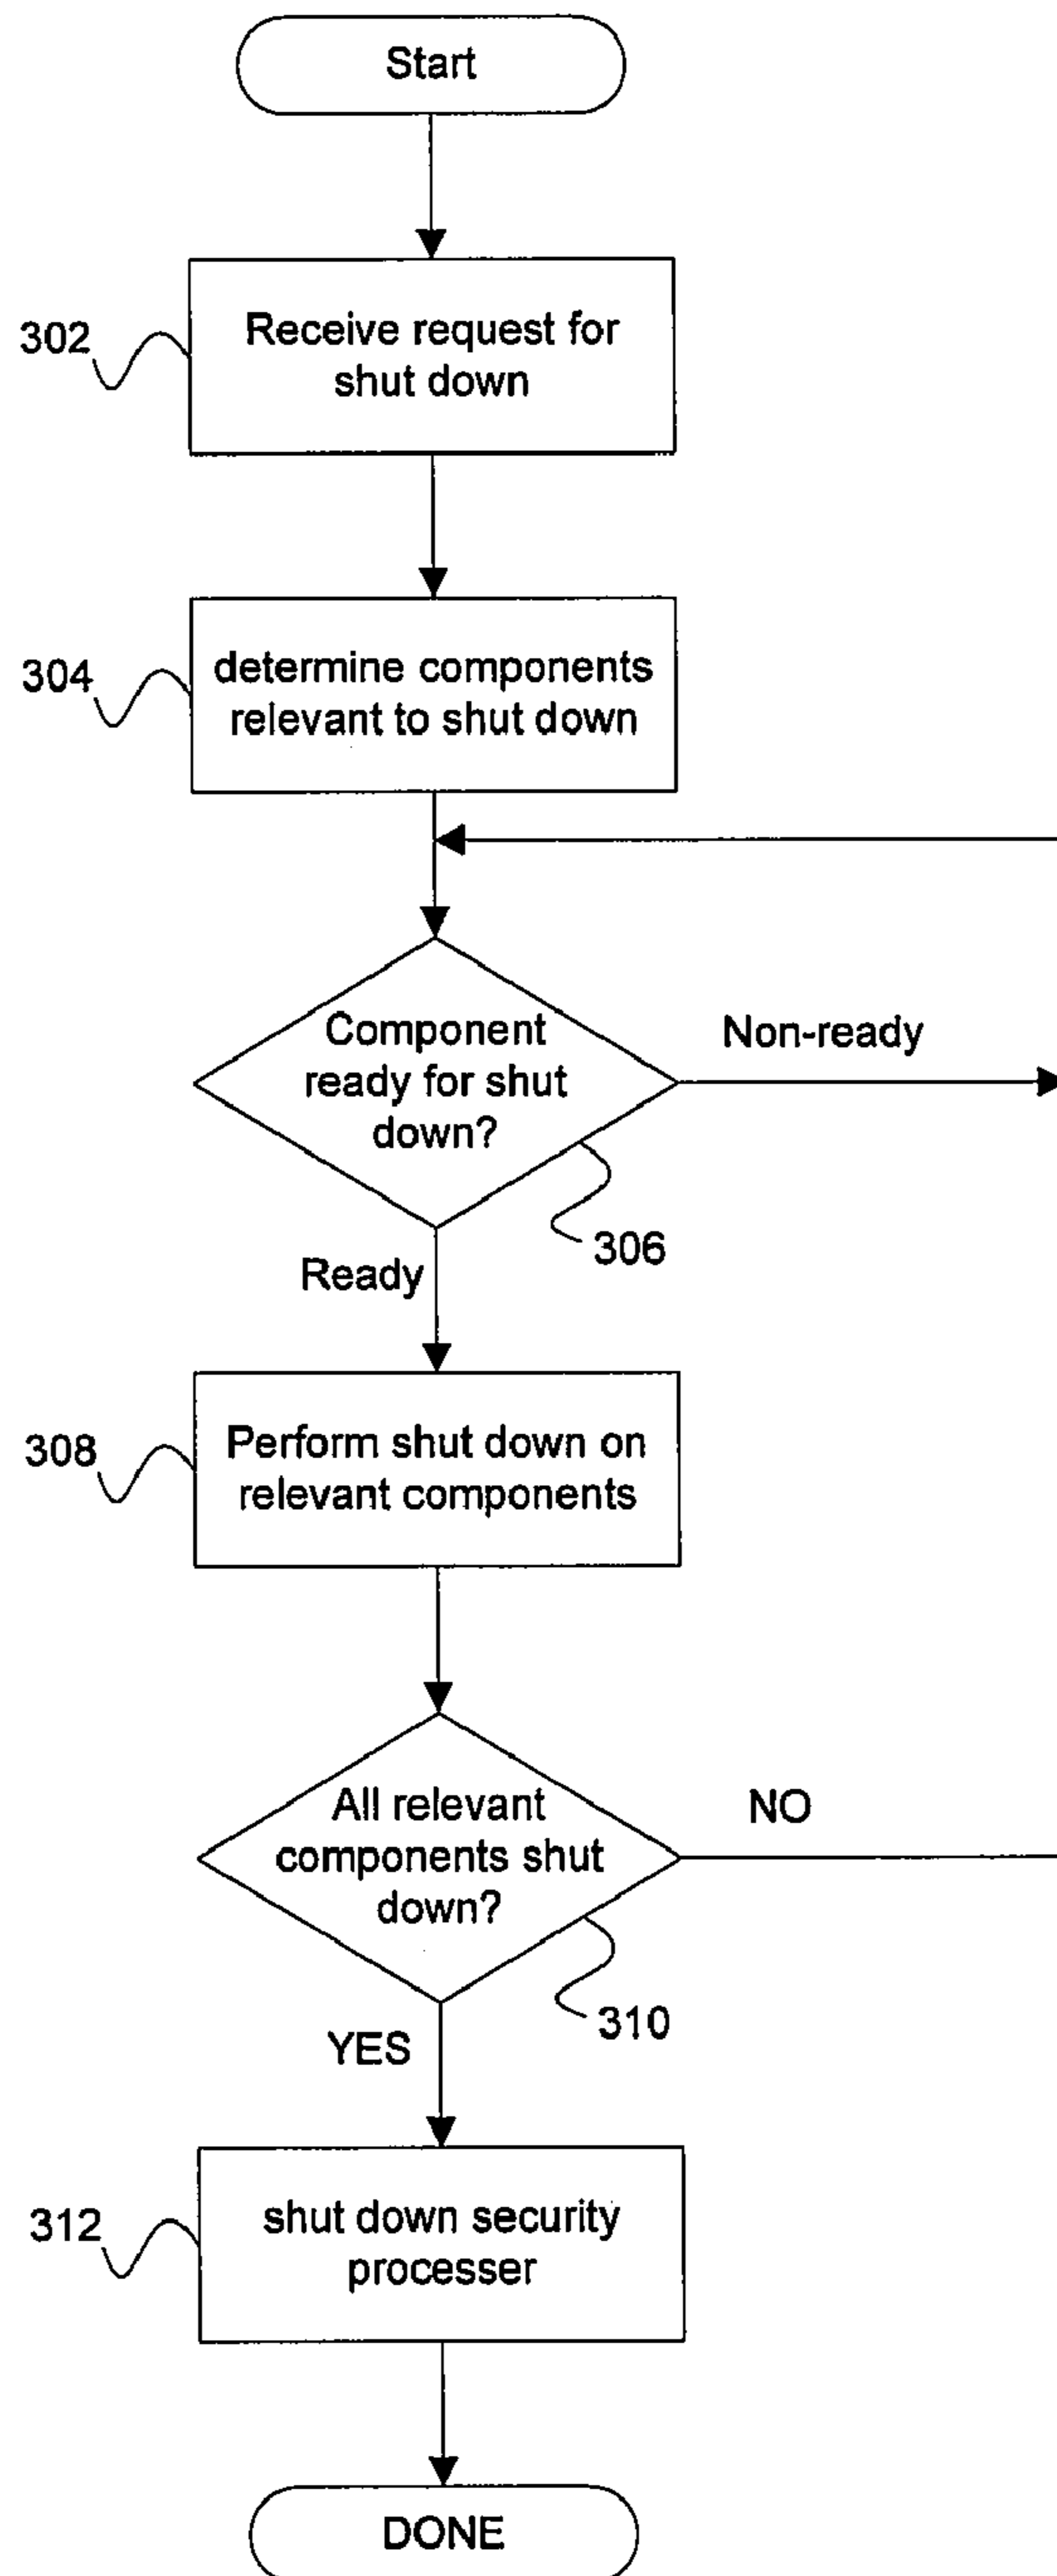 Start
302
Receive request for
shut down
304
determine components
relevant to shut down
Component
ready for shut
down?
Non-ready
306
Ready
308
Perform shut down on
relevant components
All relevant
components shut
down?
NO
310
YES
312
shut down security
processer
DONE